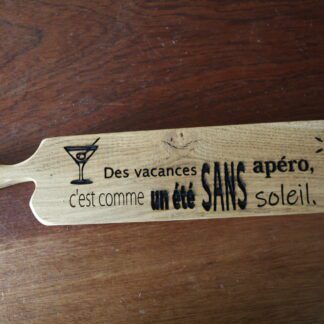 Des vacances SANS apéro,
c'est comme un été soleil.